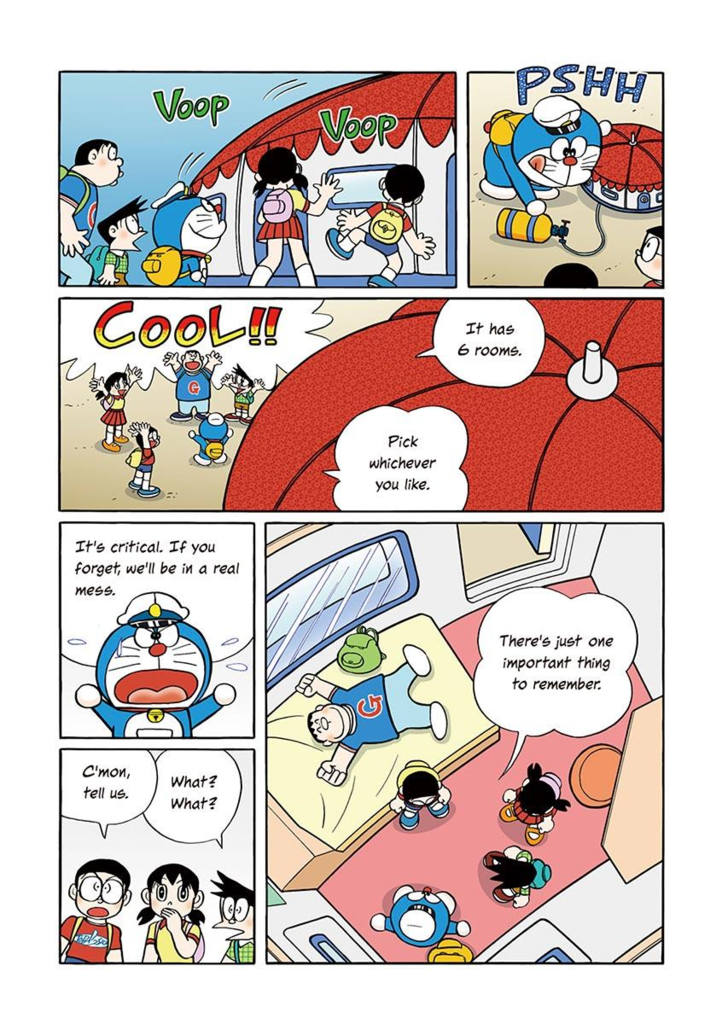 PSHH
Voop
Voop
It has
6 rooms.
Pick
whichever
you like.
COOL!!
G
There's just one
important thing
to remember.
G
It's critical. If you
forget, we'll be in a real
mess.
What?
What?
C'mon,
tell us.